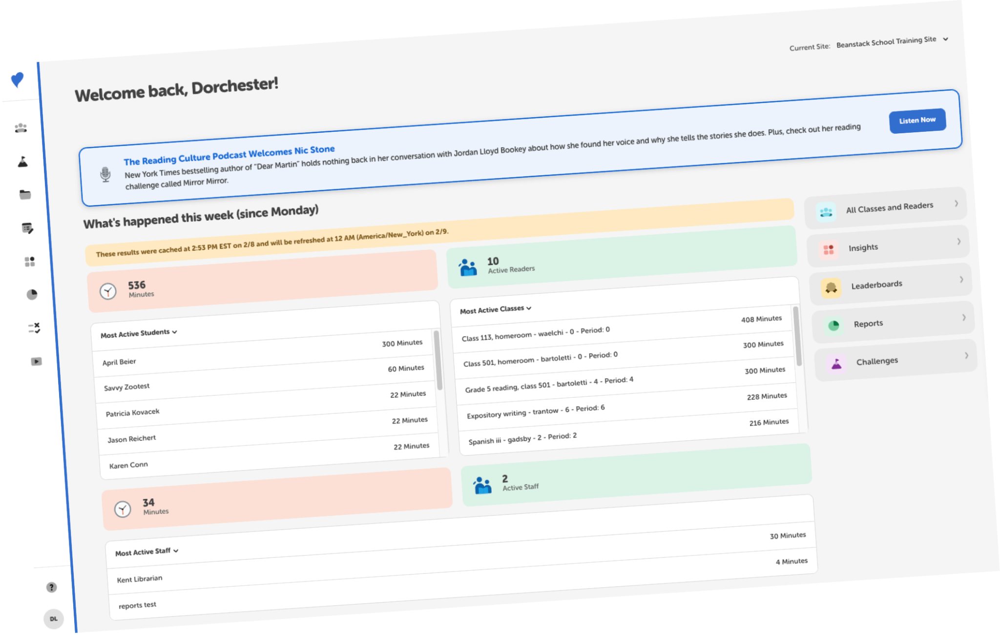 Current Site: Beanstack School Training Site
Welcome back, Dorchester!
The Reading Culture Podcast Welcomes Nic Stone
New York Times bestselling author of “Dear Martin” holds nothing back in her conversation with Jordan Lloyd Bookey about how she found her voice and why she tells the stories she does. Plus, check out her reading
challenge called Mirror Mirror.
Listen Now
What's happened this week (since Monday)
These results were cached at 2:53 PM EST on 2/8 and will be refreshed at 12 AM (America/New_York) on 2/9.
536
Minutes
10
Active Readers
Most Active Students
April Beier 300 Minutes
Savvy Zootest 60 Minutes
Patricia Kovacek 22 Minutes
Jason Reichert 22 Minutes
Karen Conn 22 Minutes
Most Active Classes
Class 113, homeroom - waelchi - 0 - Period: 0 408 Minutes
Class 501, homeroom - bartoletti - 0 - Period: 0 300 Minutes
Grade 5 reading, class 501 - bartoletti - 4 - Period: 4 300 Minutes
Expository writing - trantow - 6 - Period: 6 228 Minutes
Spanish iii - gadsby - 2 - Period: 2 216 Minutes
34
Minutes
2
Active Staff
Most Active Staff
Kent Librarian 30 Minutes
reports test 4 Minutes
All Classes and Readers
Insights
Leaderboards
Reports
Challenges
?
DL